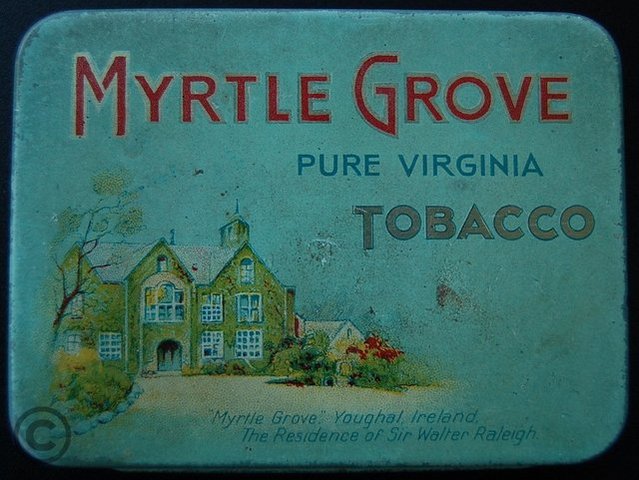 MYRTLE GROVE
PURE VIRGINIA
TOBACCO
"Myrtle Grove". Youghal, Ireland.
The Residence of Sir Walter Raleigh.
©